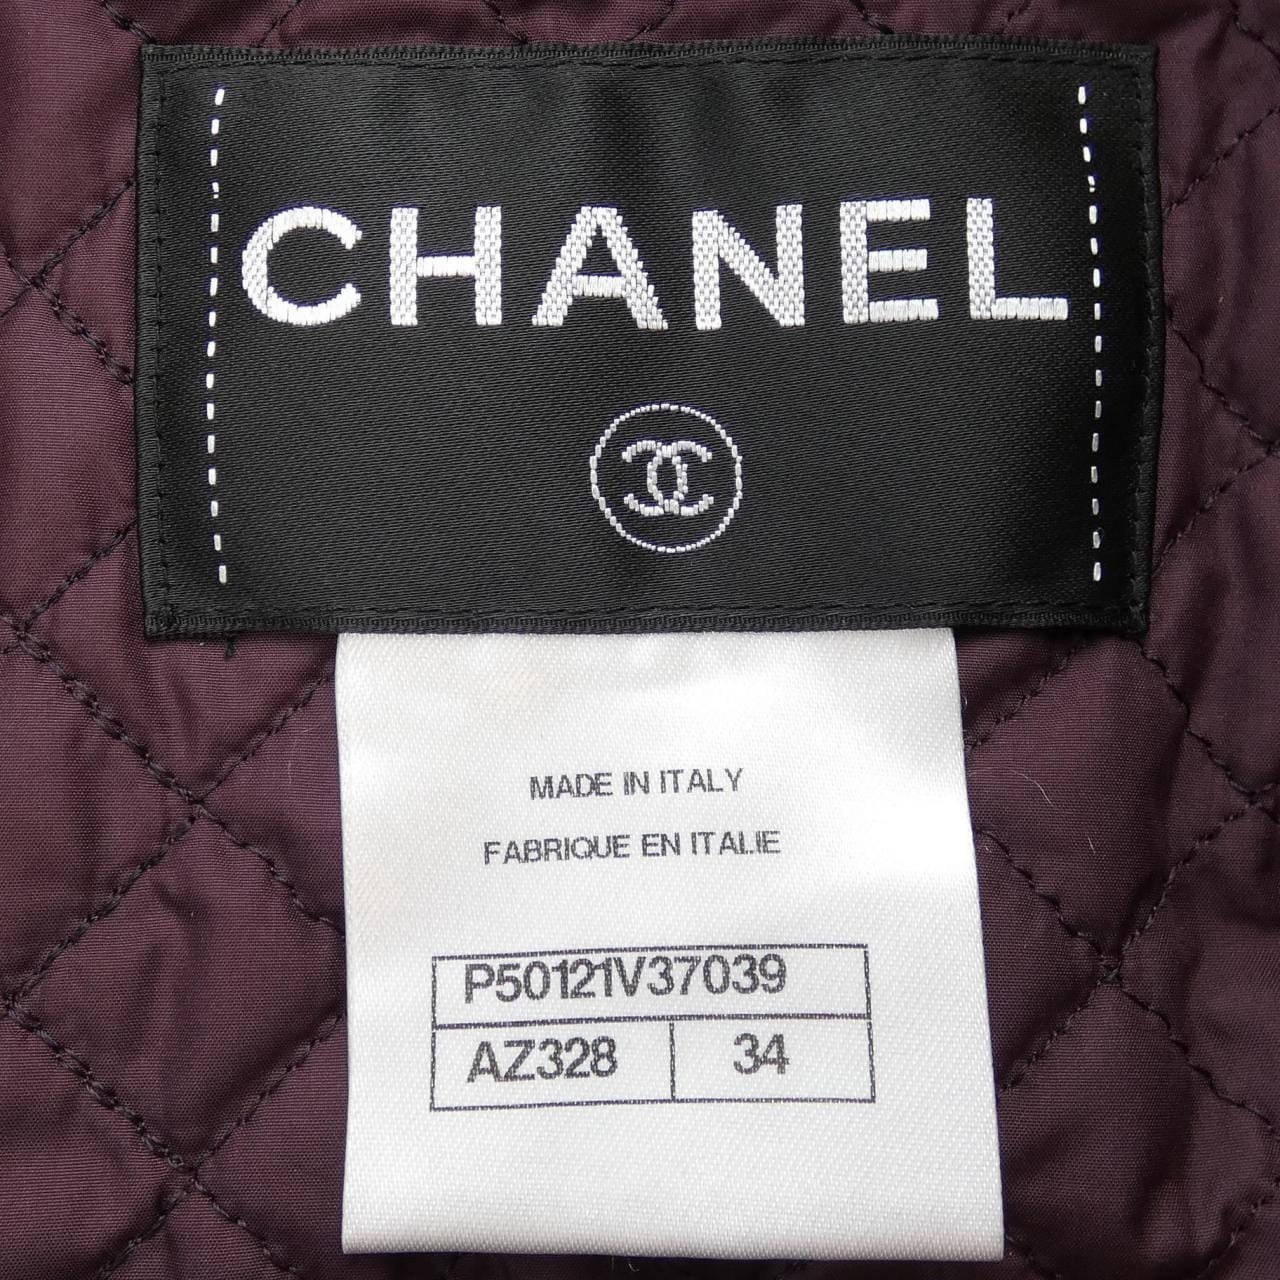 CHANEL
MADE IN ITALY
FABRIQUE EN ITALIE
P50121V37039
AZ328 34